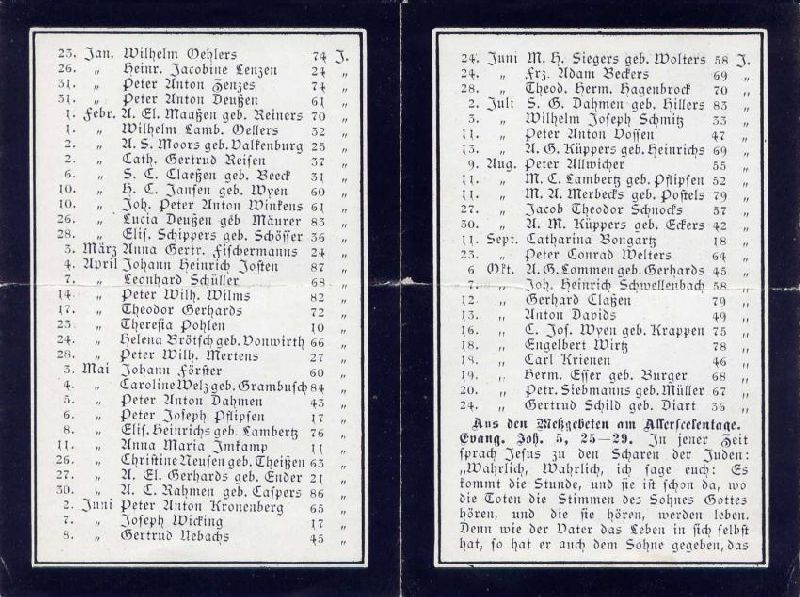 23. Jan. Wilhelm Oehlers 74 J.
26. „ Heinr. Jacobine Lenzen 24 „
31. „ Peter Anton Zenzes 74 „
31. „ Peter Anton Deußen 61 „
1. Febr. A. El. Maaßen geb. Reiners 70 „
1. „ Wilhelm Lamb. Oellers 32 „
2. „ A. S. Moors geb. Valkenburg 25 „
2. „ Cath. Gertrud Reisen 37 „
6. „ S. C. Claeßen geb. Beeck 31 „
10. „ H. C. Jansen geb. Wyen 60 „
10. „ Joh. Peter Anton Winkens 61 „
26. „ Lucia Deußen geb Maurer 83 „
28. „ Elis. Schippers geb. Schösser 36 „
3. März Anna Gertr. Fischermanns 24 „
4. April Johann Heinrich Josten 87 „
7. „ Leonhard Schüller 68 „
14. „ Peter Wilh. Wilms 82 „
17. „ Theodor Gerhards 72 „
23. „ Theresia Pohlen 10 „
24. „ Helena Brötsch geb. Vonwirth 66 „
28. „ Peter Wilh. Mertens 27 „
3. Mai Johann Förster 60 „
4. „ Caroline Welz geb. Grambusch 84 „
5. „ Peter Anton Dahmen 43 „
6. „ Peter Joseph Pflipsen 17 „
8. „ Elis. Heinrichs geb. Lambertz 76 „
11. „ Anna Maria Imkamp 11 „
26. „ Christine Neusen geb. Theißen 63 „
27. „ A. El. Gerhards geb. Ender 21 „
30. „ A. C. Rahmen geb. Caspers 86 „
2. Juni Peter Anton Kronenberg 65 „
7. „ Joseph Wicking 17 „
8. „ Gertrud Uebachs 45 „
24. Juni M. H. Siegers geb. Wolters 58 J.
24. „ Frz. Adam Beckers 69 „
28. „ Theod. Herm. Hagenbrock 70 „
2. Juli S. G. Dahmen geb. Hillers 83 „
3. „ Wilhelm Joseph Schmitz 33 „
11. „ Peter Anton Vossen 47 „
13. „ A. G. Küppers geb. Heinrichs 69 „
9. Aug. Peter Allwicher 55 „
11. „ M. C. Lambertz geb. Pflipsen 52 „
11. „ M. A. Merbecks geb. Postels 79 „
27. „ Jacob Theodor Schnocks 57 „
30. „ A. M. Küppers geb. Eckers 42 „
11. Sept. Catharina Bongartz 18 „
23. „ Peter Conrad Welters 64 „
6 Okt. A. G. Commen geb. Gerhards 45 „
7. „ Joh. Heinrich Schwellenbach 58 „
12. „ Gerhard Claßen 79 „
13. „ Anton Davids 49 „
16. „ C. Jos. Wyen geb. Krappen 75 „
18. „ Engelbert Wirtz 78 „
18. „ Carl Krienen 46 „
19. „ Herm. Esser geb. Burger 68 „
20. „ Petr. Siebmanns geb. Müller 67 „
24. „ Gertrud Schild geb. Diart 35 „
Aus den Meßgebeten am Allerseelentage.
Evang. Joh. 5, 25—29. In jener Zeit
sprach Jesus zu den Scharen der Juden:
„Wahrlich, Wahrlich, ich sage euch: Es
kommt die Stunde, und sie ist schon da, wo
die Toten die Stimmen des Sohnes Gottes
hören, und die sie hören, werden leben.
Denn wie der Vater das Leben in sich selbst
hat, so hat er auch dem Sohne gegeben, das